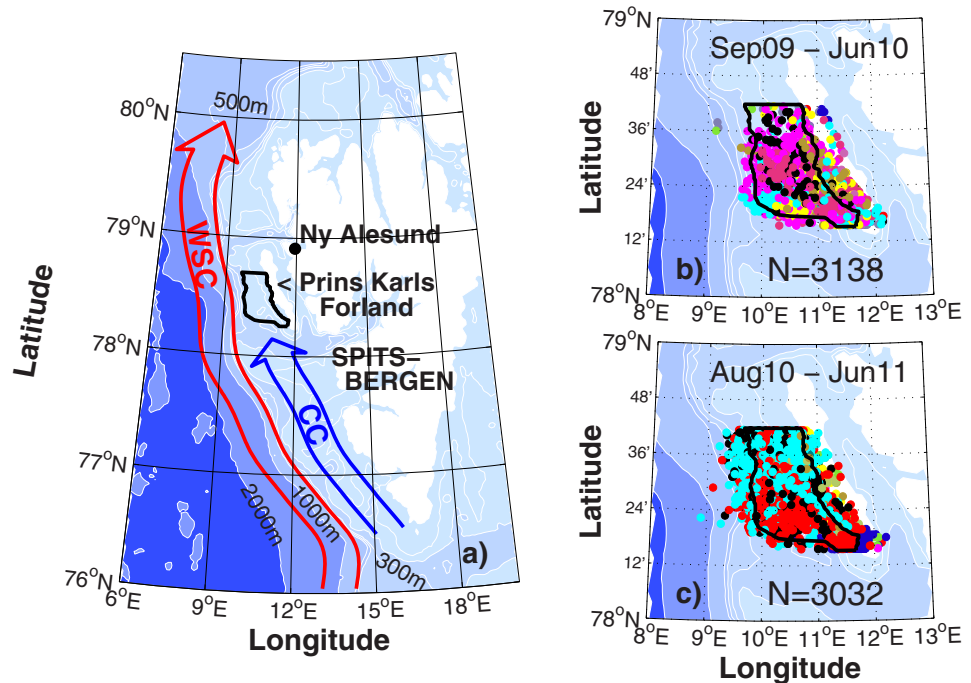 80°N
79°N
78°N
77°N
76°N
6°E
9°E
12°E
15°E
18°E
Latitude
Longitude
500m
WSC
Ny Alesund
< Prins Karls
Forland
SPITS–
BERGEN
CC
2000m
1000m
300m
a)
79°N
48'
36'
24'
12'
78°N
8°E
9°E
10°E
11°E
12°E
13°E
Latitude
Sep09 – Jun10
b)
N=3138
79°N
48'
36'
24'
12'
78°N
8°E
9°E
10°E
11°E
12°E
13°E
Latitude
Longitude
Aug10 – Jun11
c)
N=3032